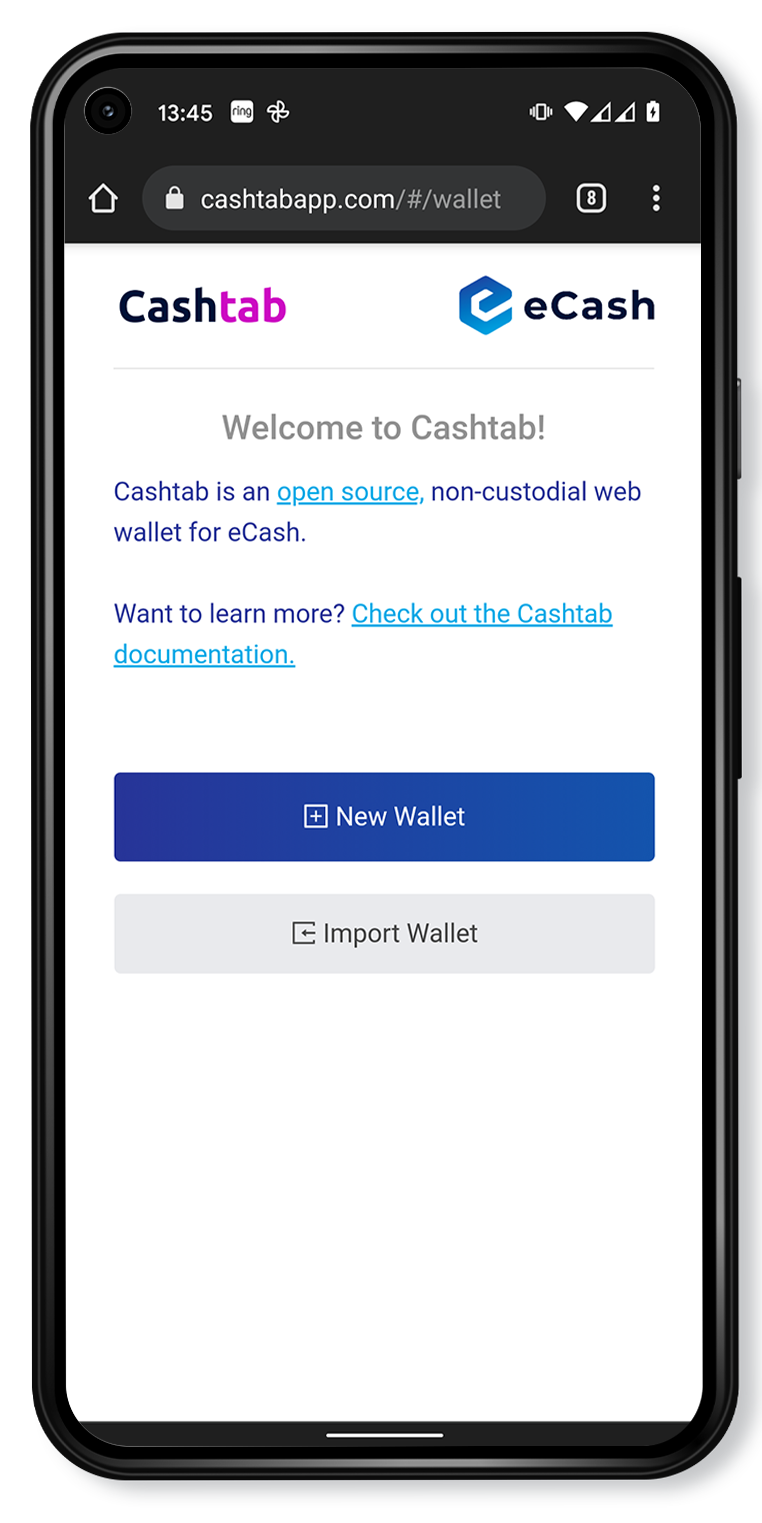 13:45 ring
cashtabapp.com/#/wallet 8
Cashtab eCash
Welcome to Cashtab!
Cashtab is an open source, non-custodial web
wallet for eCash.
Want to learn more? Check out the Cashtab
documentation.
New Wallet
Import Wallet